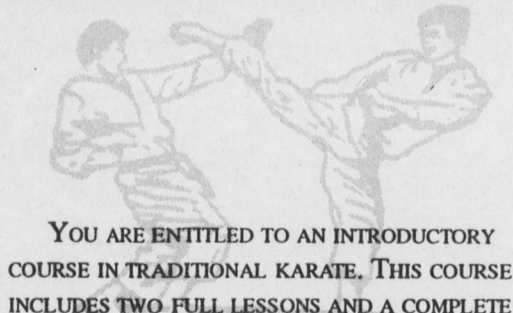 YOU ARE ENTITLED TO AN INTRODUCTORY
COURSE IN TRADITIONAL KARATE. THIS COURSE
INCLUDES TWO FULL LESSONS AND A COMPLETE